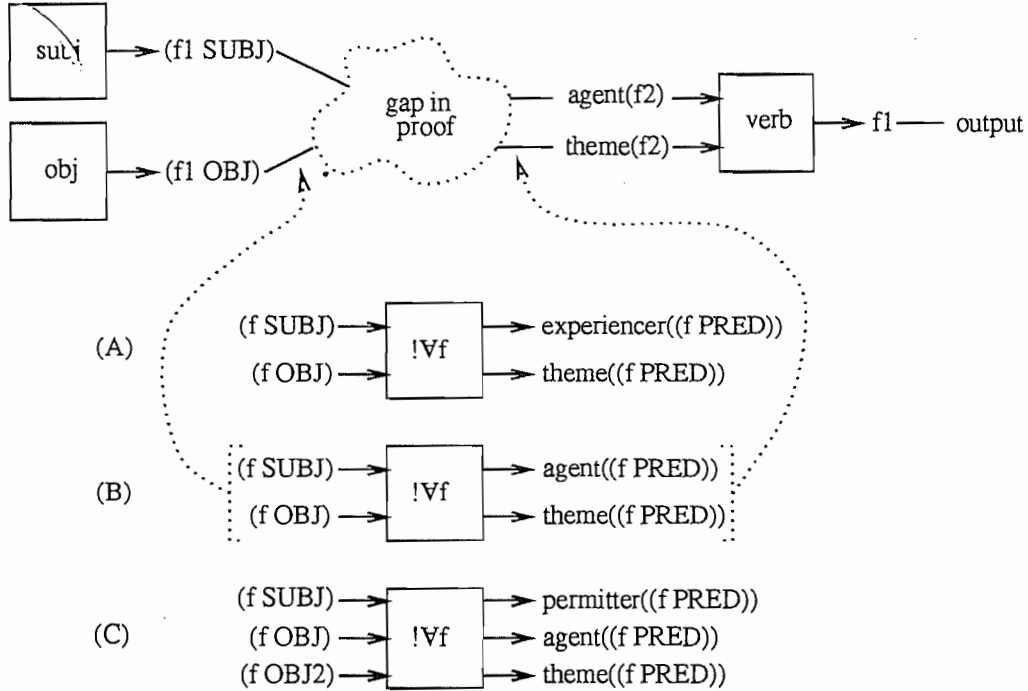 subj (f1 SUBJ)
obj (f1 OBJ)
gap in
proof
agent(f2)
theme(f2)
verb f1 output
(A)
(f SUBJ) experiencer((f PRED))
!∀f
(f OBJ) theme((f PRED))
(B)
(f SUBJ) agent((f PRED))
!∀f
(f OBJ) theme((f PRED))
(C)
(f SUBJ) permitter((f PRED))
(f OBJ) !∀f agent((f PRED))
(f OBJ2) theme((f PRED))